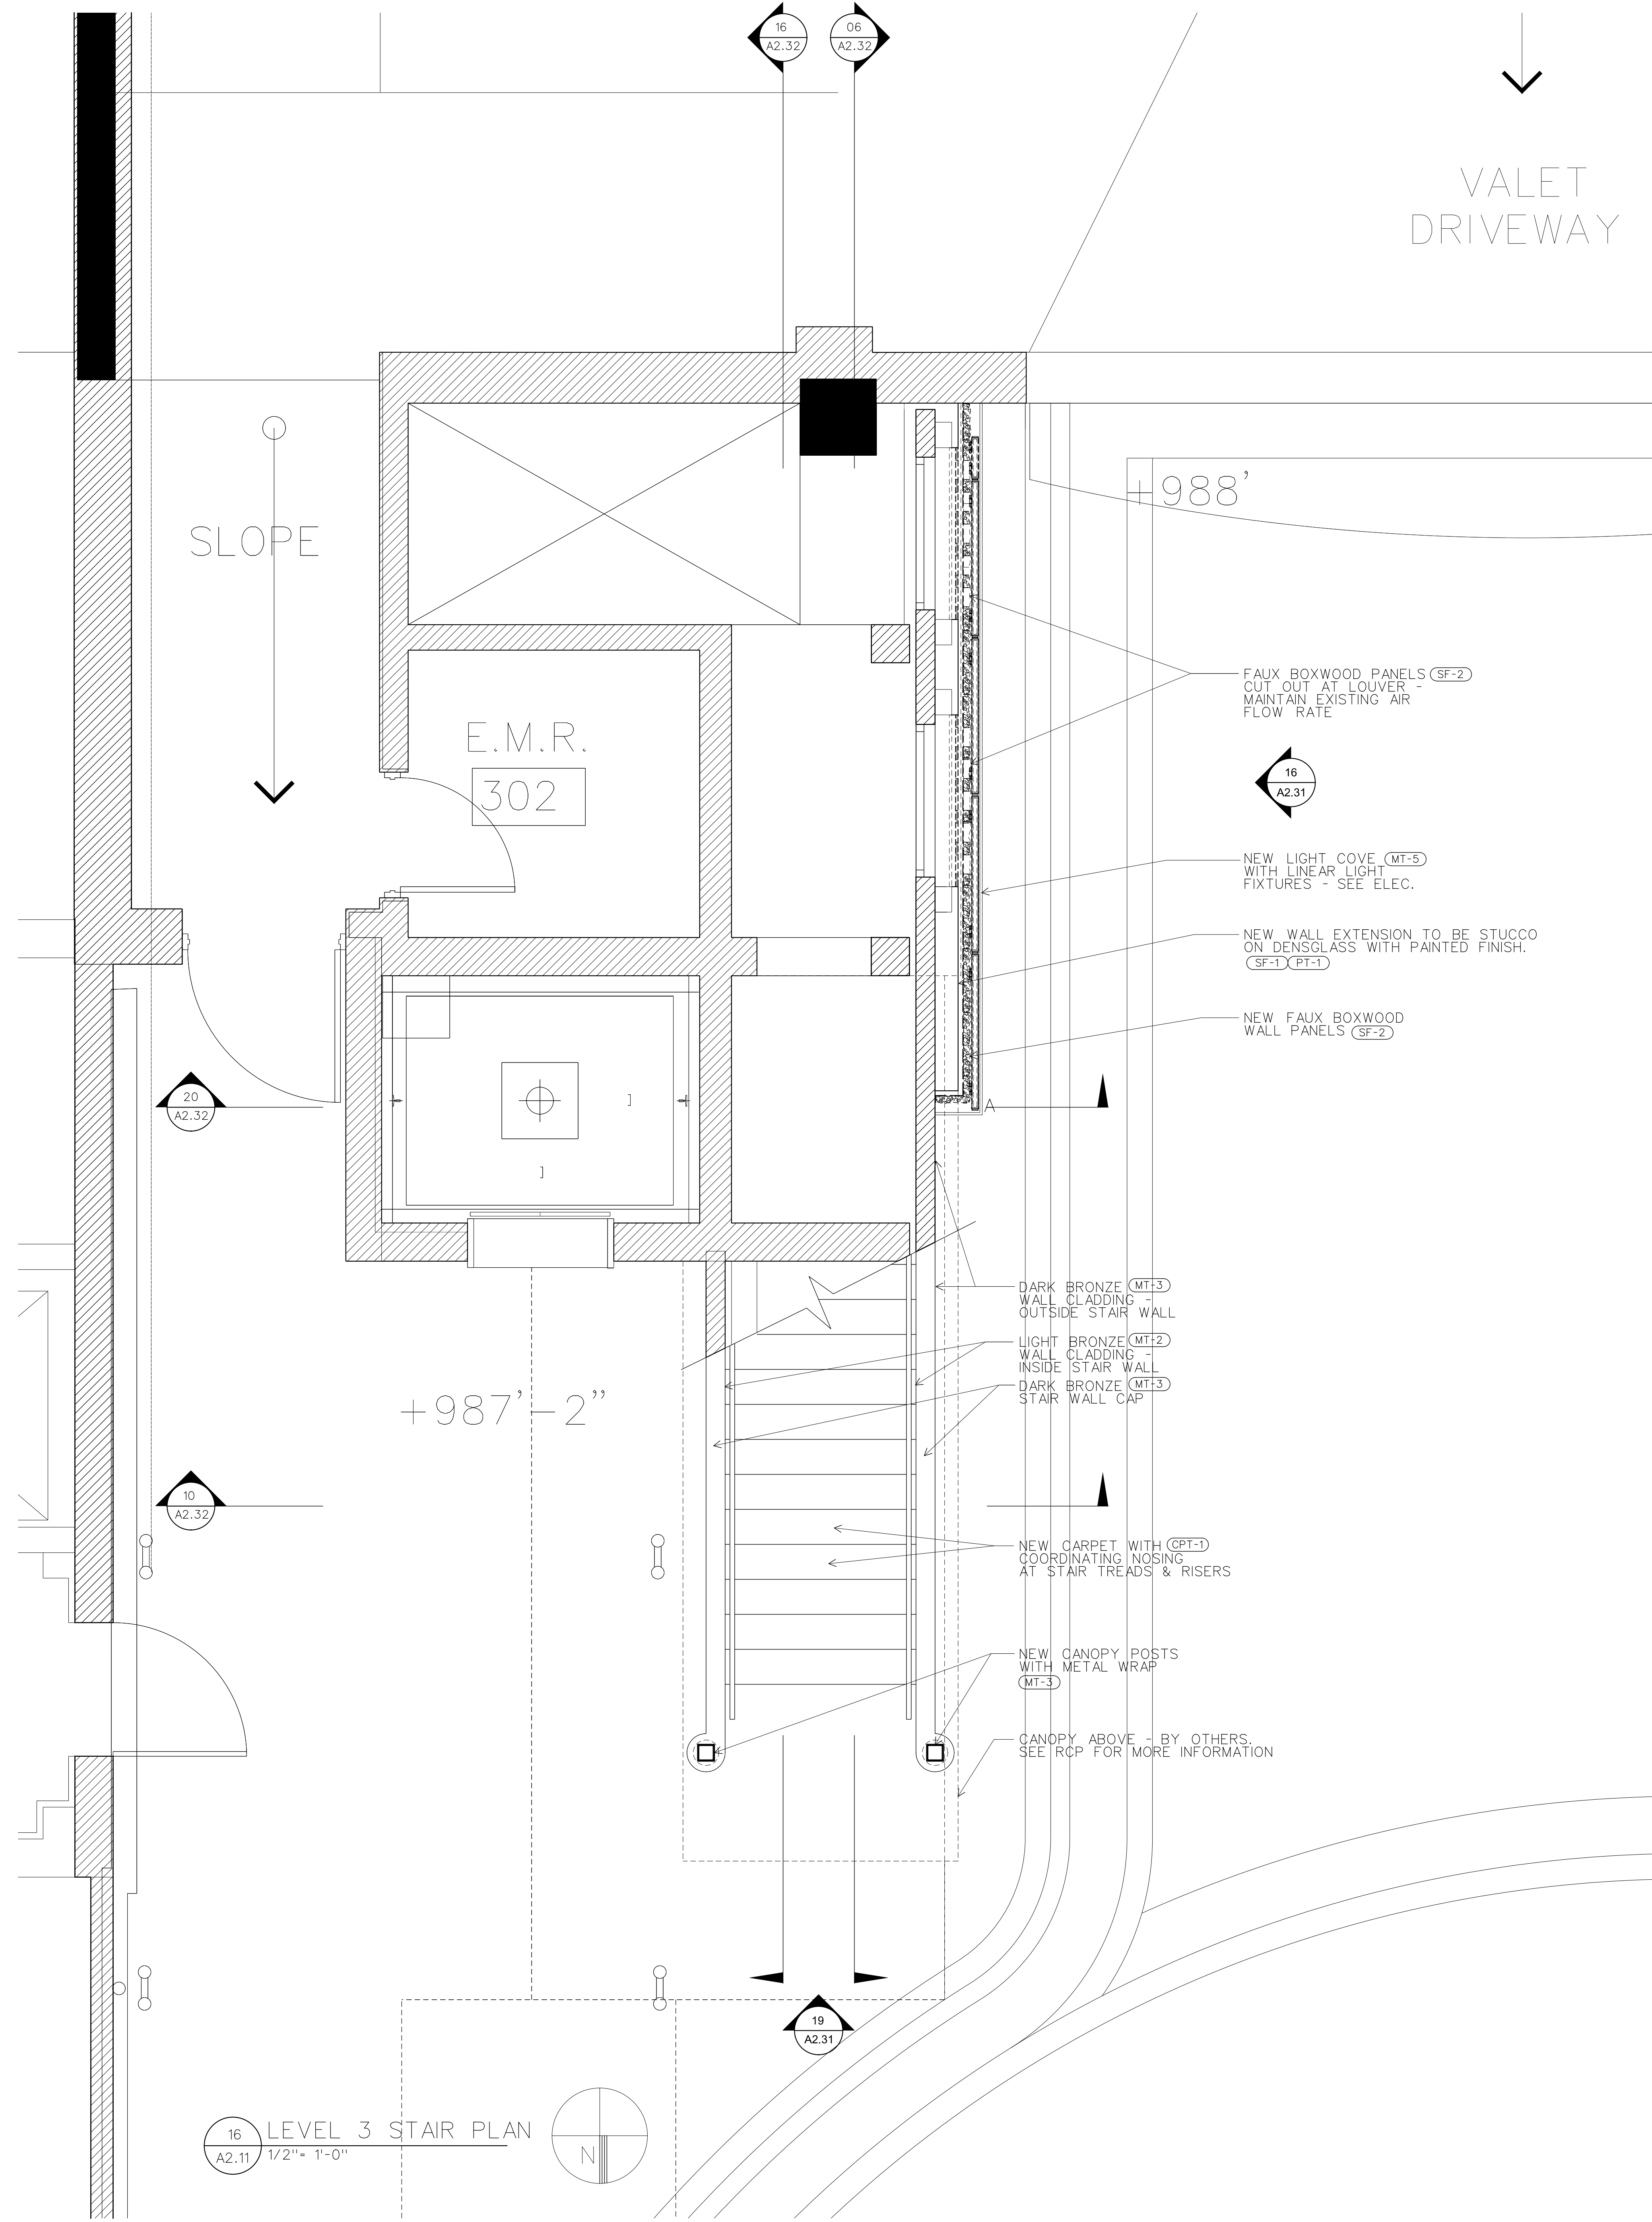 16
A2.32
06
A2.32
VALET
DRIVEWAY
+988'
SLOPE
FAUX BOXWOOD PANELS SF-2
CUT OUT AT LOUVER -
MAINTAIN EXISTING AIR
FLOW RATE
E.M.R.
302
16
A2.31
NEW LIGHT COVE MT-5
WITH LINEAR LIGHT
FIXTURES - SEE ELEC.
NEW WALL EXTENSION TO BE STUCCO
ON DENSGLASS WITH PAINTED FINISH.
SF-1 PT-1
NEW FAUX BOXWOOD
WALL PANELS SF-2
20
A2.32
A
DARK BRONZE MT-3
WALL CLADDING -
OUTSIDE STAIR WALL
LIGHT BRONZE MT-2
WALL CLADDING -
INSIDE STAIR WALL
DARK BRONZE MT-3
STAIR WALL CAP
+987'-2"
10
A2.32
NEW CARPET WITH CPT-1
COORDINATING NOSING
AT STAIR TREADS & RISERS
NEW CANOPY POSTS
WITH METAL WRAP
MT-3
CANOPY ABOVE - BY OTHERS.
SEE RCP FOR MORE INFORMATION
19
A2.31
16
A2.11
LEVEL 3 STAIR PLAN
1/2"= 1'-0"
N